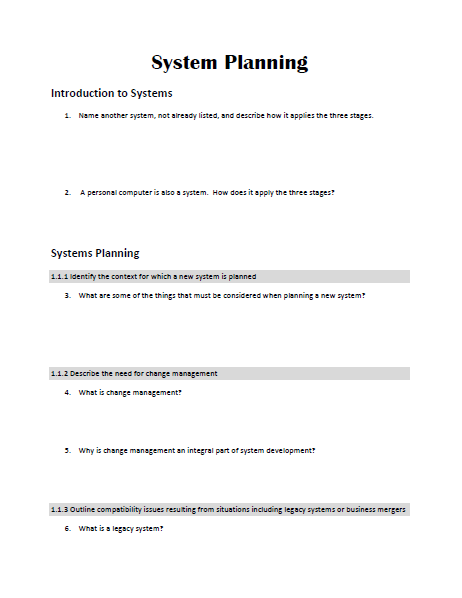 System Planning
Introduction to Systems
1. Name another system, not already listed, and describe how it applies the three stages.
2. A personal computer is also a system. How does it apply the three stages?
Systems Planning
1.1.1 Identify the context for which a new system is planned
3. What are some of the things that must be considered when planning a new system?
1.1.2 Describe the need for change management
4. What is change management?
5. Why is change management an integral part of system development?
1.1.3 Outline compatibility issues resulting from situations including legacy systems or business mergers
6. What is a legacy system?